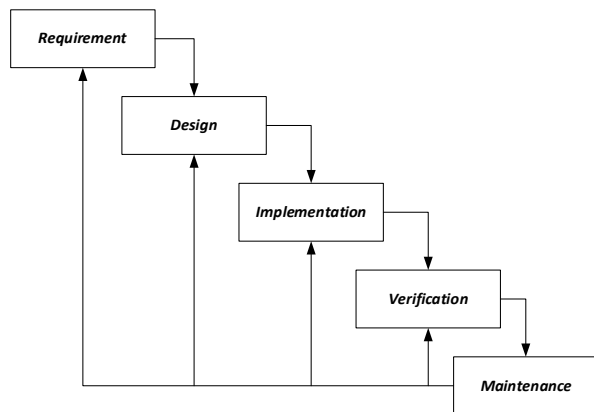 Requirement
Design
Implementation
Verification
Maintenance